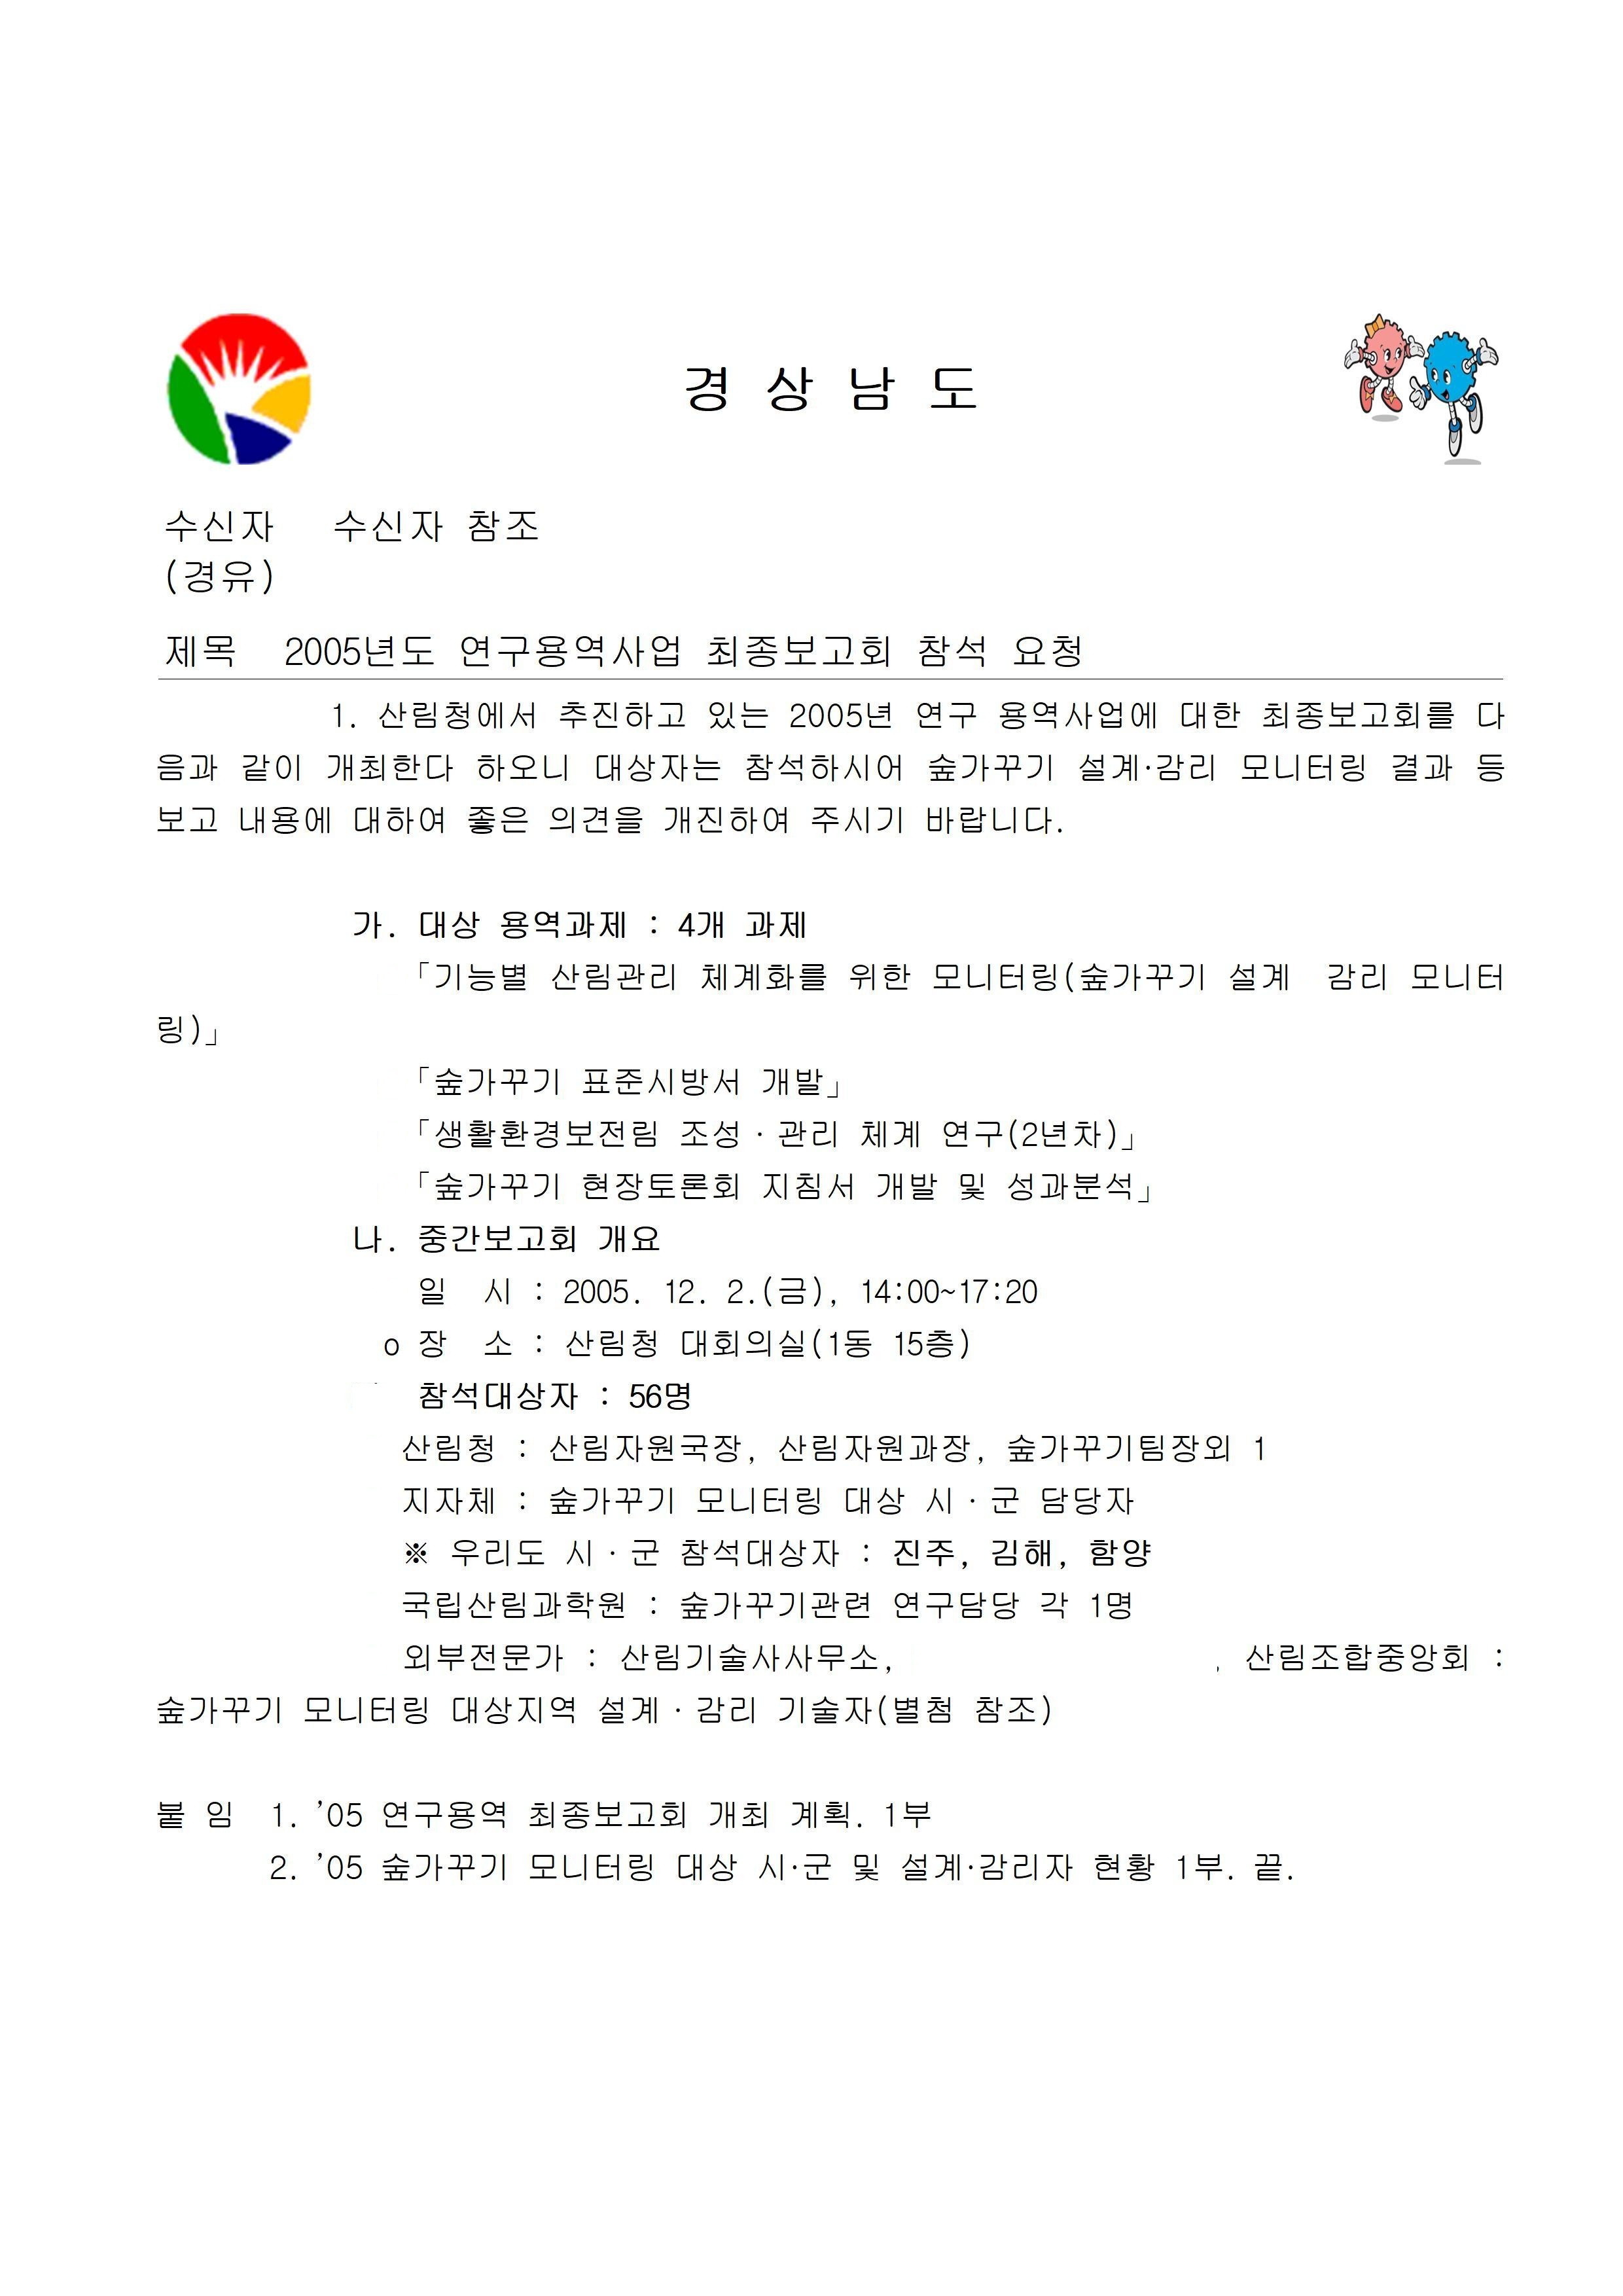 경 상 남 도
수신자 수신자 참조
(경유)
제목 2005년도 연구용역사업 최종보고회 참석 요청
1. 산림청에서 추진하고 있는 2005년 연구 용역사업에 대한 최종보고회를 다
음과 같이 개최한다 하오니 대상자는 참석하시어 숲가꾸기 설계·감리 모니터링 결과 등
보고 내용에 대하여 좋은 의견을 개진하여 주시기 바랍니다.
가. 대상 용역과제 : 4개 과제
「기능별 산림관리 체계화를 위한 모니터링(숲가꾸기 설계 감리 모니터
링)」
「숲가꾸기 표준시방서 개발」
「생활환경보전림 조성·관리 체계 연구(2년차)」
「숲가꾸기 현장토론회 지침서 개발 및 성과분석」
나. 중간보고회 개요
일 시 : 2005. 12. 2.(금), 14:00~17:20
o 장 소 : 산림청 대회의실(1동 15층)
참석대상자 : 56명
산림청 : 산림자원국장, 산림자원과장, 숲가꾸기팀장외 1
지자체 : 숲가꾸기 모니터링 대상 시·군 담당자
※ 우리도 시·군 참석대상자 : 진주, 김해, 함양
국립산림과학원 : 숲가꾸기관련 연구담당 각 1명
외부전문가 : 산림기술사사무소, , 산림조합중앙회 :
숲가꾸기 모니터링 대상지역 설계·감리 기술자(별첨 참조)
붙 임 1. '05 연구용역 최종보고회 개최 계획. 1부
2. '05 숲가꾸기 모니터링 대상 시·군 및 설계·감리자 현황 1부. 끝.